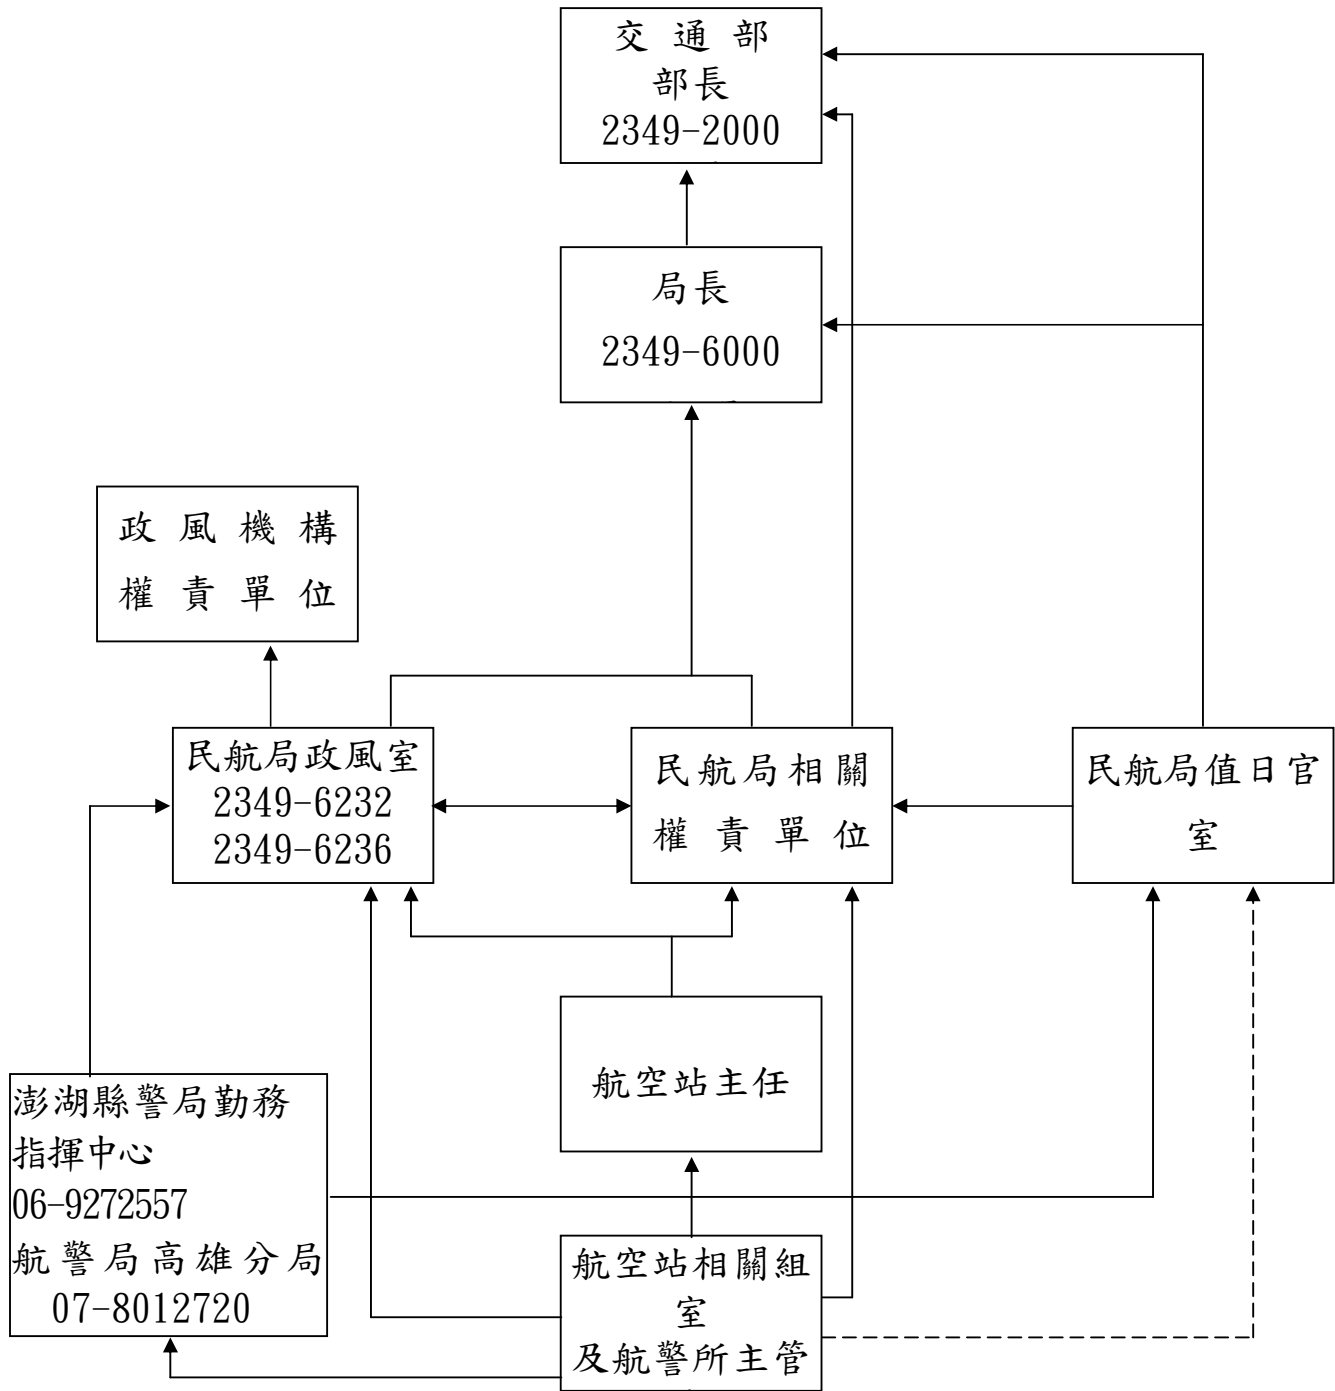 交通部
部長
2349-2000
局長
2349-6000
政風機構
權責單位
民航局政風室
2349-6232
2349-6236
民航局相關
權責單位
民航局值日官
室
航空站主任
澎湖縣警局勤務
指揮中心
06-9272557
航警局高雄分局
07-8012720
航空站相關組
室
及航警所主管